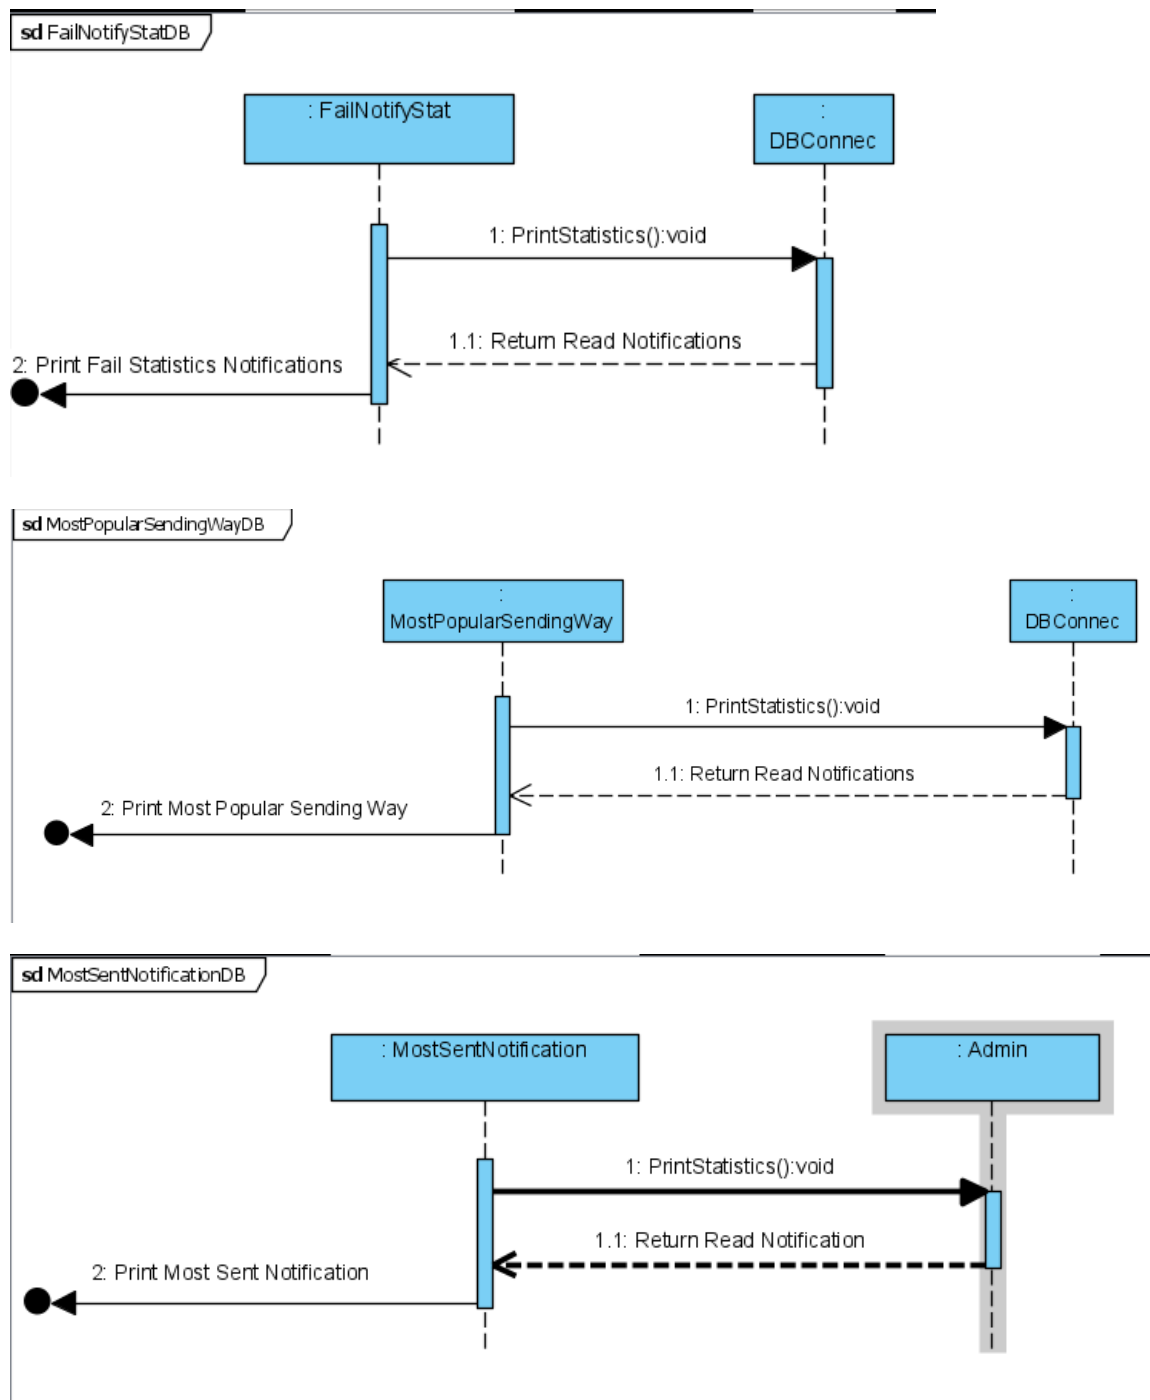 sd FailNotifyStatDB
: FailNotifyStat
:
DBConnec
1: PrintStatistics():void
1.1: Return Read Notifications
2: Print Fail Statistics Notifications
sd MostPopularSendingWayDB
:
MostPopularSendingWay
:
DBConnec
1: PrintStatistics():void
1.1: Return Read Notifications
2: Print Most Popular Sending Way
sd MostSentNotificationDB
: MostSentNotification
: Admin
1: PrintStatistics():void
1.1: Return Read Notification
2: Print Most Sent Notification